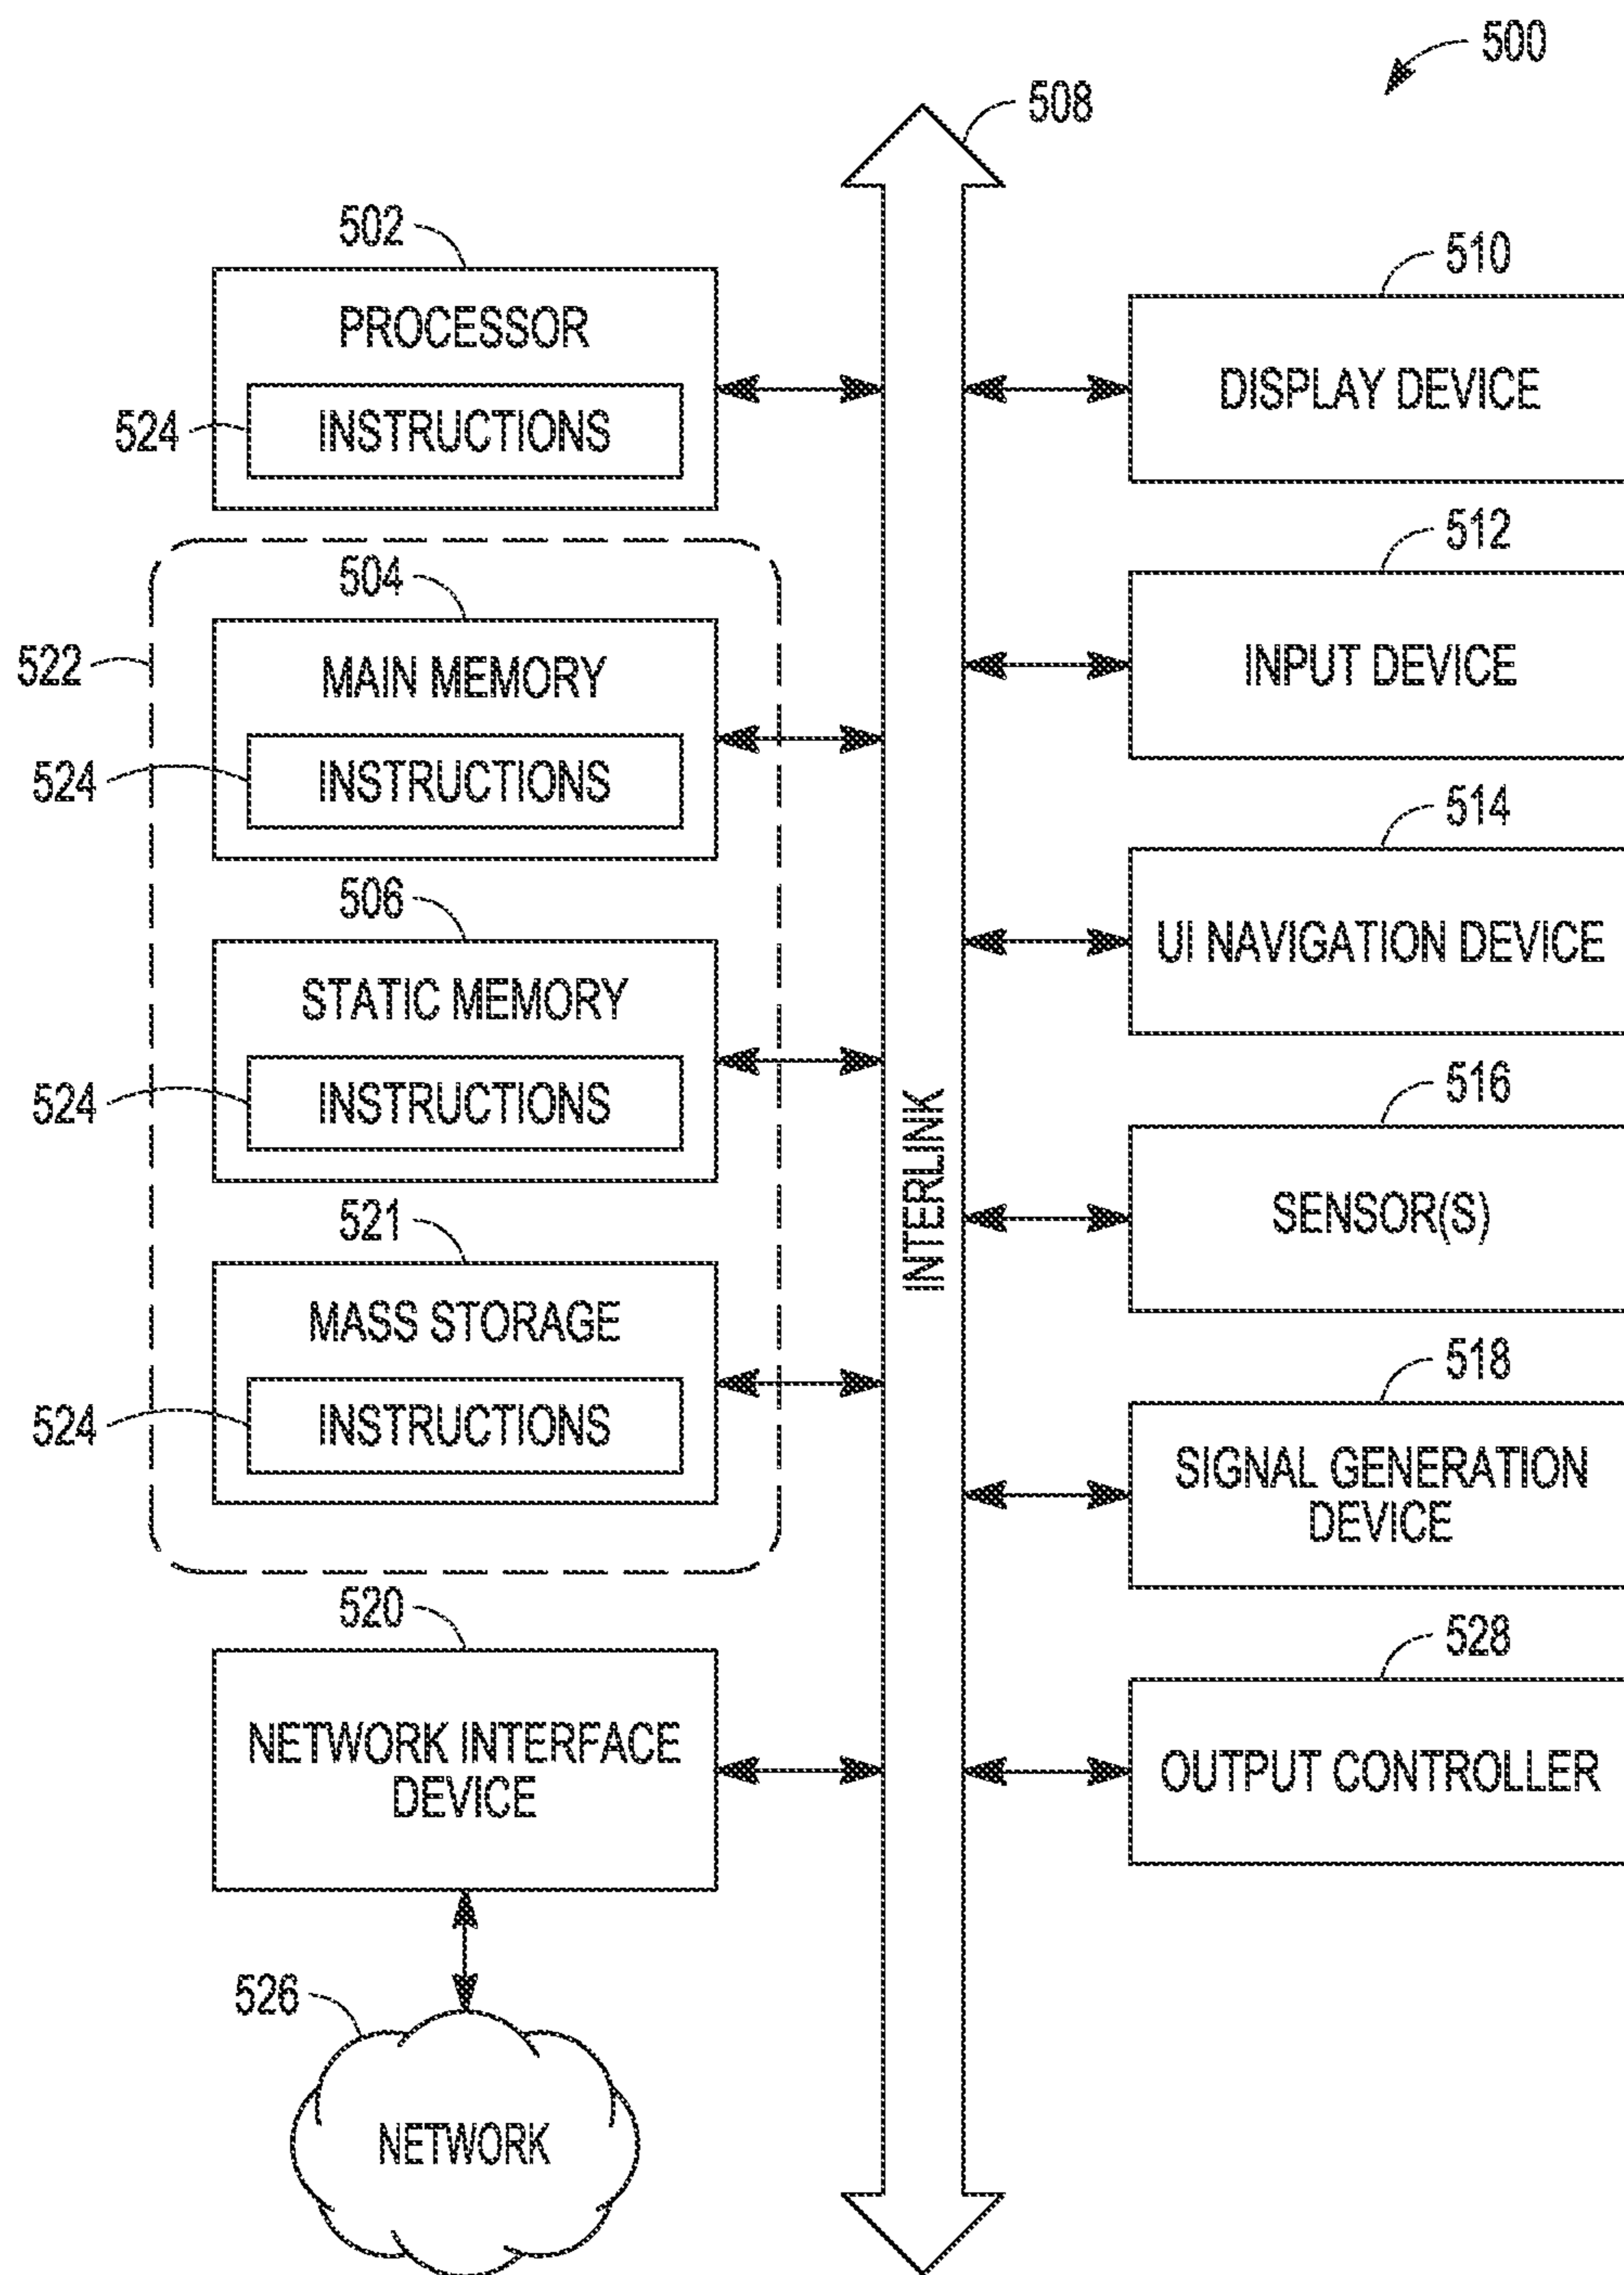 500
508
502
PROCESSOR
524
INSTRUCTIONS
504
522
MAIN MEMORY
524
INSTRUCTIONS
506
STATIC MEMORY
524
INSTRUCTIONS
521
MASS STORAGE
524
INSTRUCTIONS
520
NETWORK INTERFACE
DEVICE
526
NETWORK
INTERLINK
510
DISPLAY DEVICE
512
INPUT DEVICE
514
UI NAVIGATION DEVICE
516
SENSOR(S)
518
SIGNAL GENERATION
DEVICE
528
OUTPUT CONTROLLER